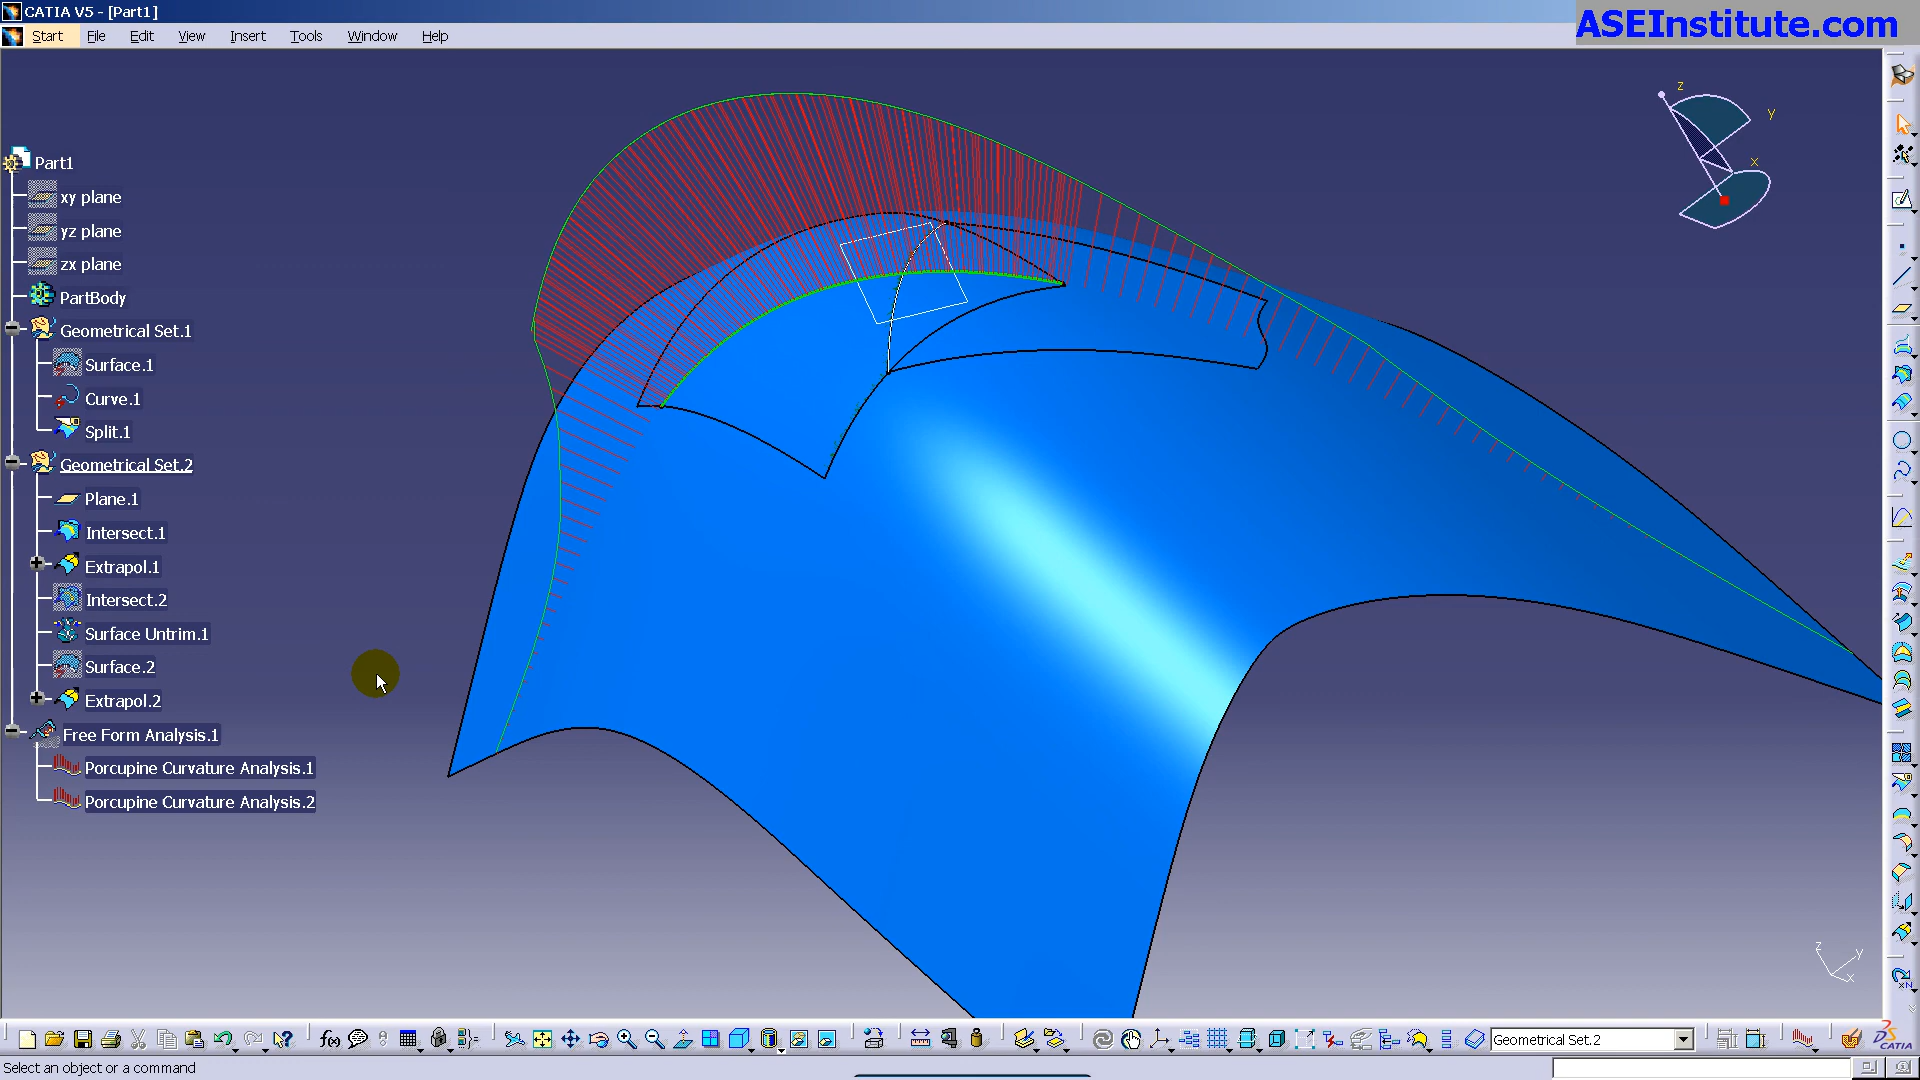 CATIA V5 - [Part1]
ASEInstitute.com
Start File Edit View Insert Tools Window Help
z
y
x
Part1
xy plane
yz plane
zx plane
PartBody
Geometrical Set.1
Surface.1
Curve.1
Split.1
Geometrical Set.2
Plane.1
Intersect.1
Extrapol.1
Intersect.2
Surface Untrim.1
Surface.2
Extrapol.2
Free Form Analysis.1
Porcupine Curvature Analysis.1
Porcupine Curvature Analysis.2
z
y
x
f(x)
Geometrical Set.2
CATIA
Select an object or a command